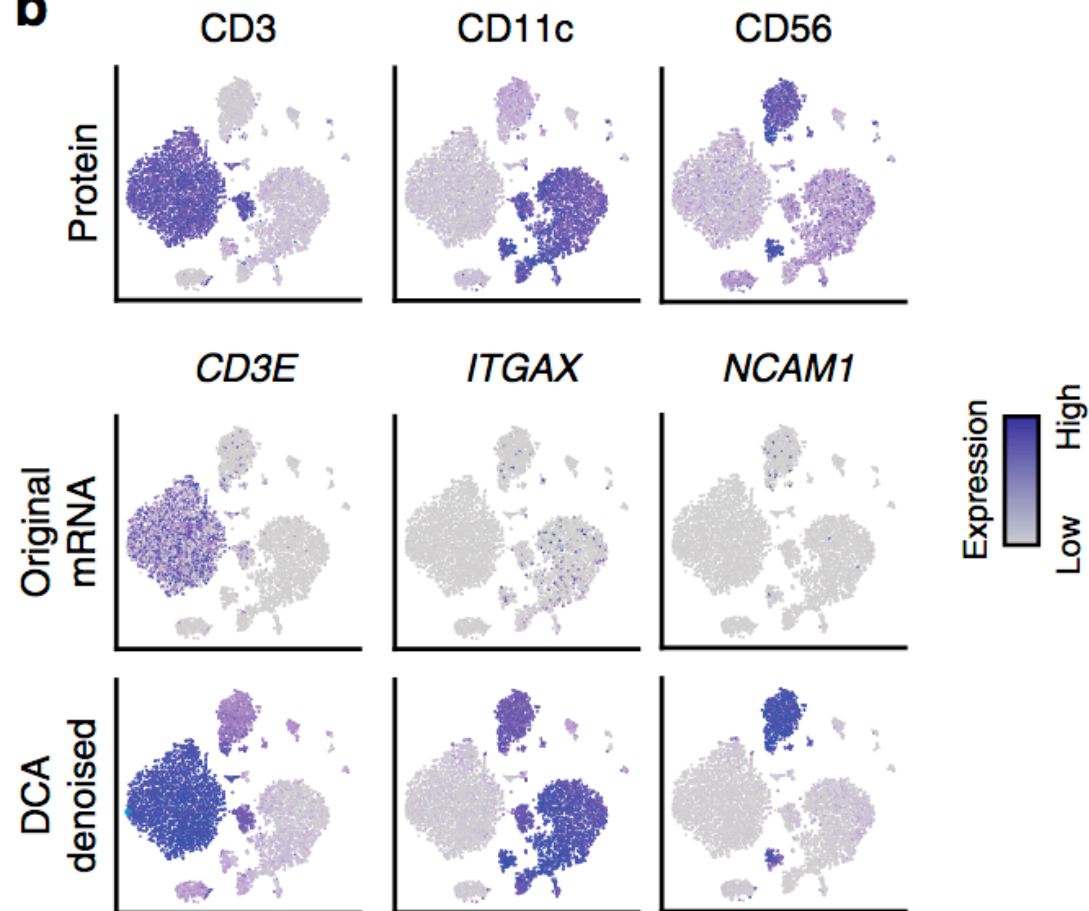 b
CD3
CD11c
CD56
Protein
CD3E
ITGAX
NCAM1
Original
mRNA
Expression
Low
High
DCA
denoised